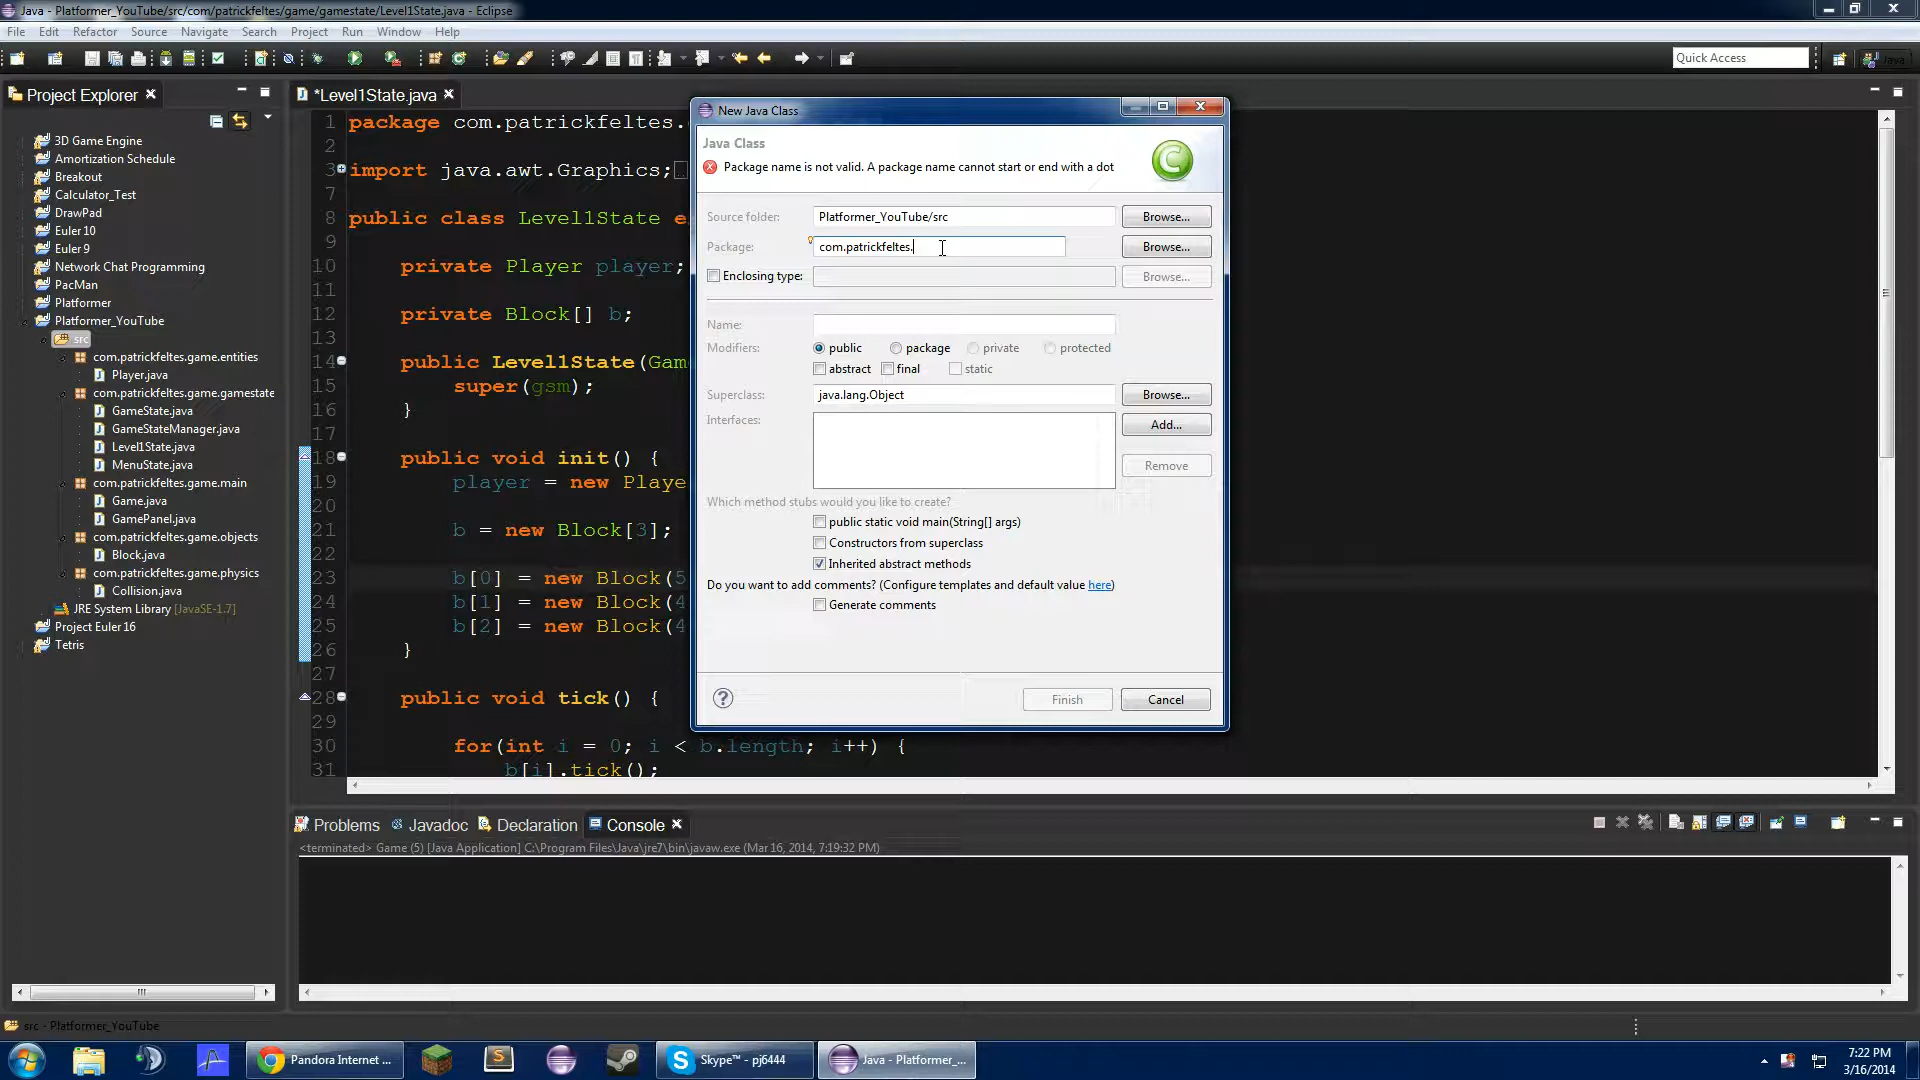 Java - Platformer_YouTube/src/com/patrickfeltes/game/gamestate/Level1State.java - Eclipse
File Edit Refactor Source Navigate Search Project Run Window Help
Quick Access
Java
Project Explorer
*Level1State.java
3D Game Engine
Amortization Schedule
Breakout
Calculator_Test
DrawPad
Euler 10
Euler 9
Network Chat Programming
PacMan
Platformer
Platformer_YouTube
src
com.patrickfeltes.game.entities
Player.java
com.patrickfeltes.game.gamestate
GameState.java
GameStateManager.java
Level1State.java
MenuState.java
com.patrickfeltes.game.main
Game.java
GamePanel.java
com.patrickfeltes.game.objects
Block.java
com.patrickfeltes.game.physics
Collision.java
JRE System Library [JavaSE-1.7]
Project Euler 16
Tetris
1 package com.patrickfeltes.
2
3 import java.awt.Graphics;
7
8 public class Level1State e
9
10 private Player player;
11
12 private Block[] b;
13
14 public Level1State(Gam
15 super(gsm);
16 }
17
18 public void init() {
19 player = new Playe
20
21 b = new Block[3];
22
23 b[0] = new Block(5
24 b[1] = new Block(4
25 b[2] = new Block(4
26 }
27
28 public void tick() {
29
30 for(int i = 0; i < b.length; i++) {
31 b[i].tick();
New Java Class
Java Class
Package name is not valid. A package name cannot start or end with a dot
Source folder: Platformer_YouTube/src Browse...
Package: com.patrickfeltes. Browse...
Enclosing type: Browse...
Name:
Modifiers: public package private protected
abstract final static
Superclass: java.lang.Object Browse...
Interfaces: Add...
Remove
Which method stubs would you like to create?
public static void main(String[] args)
Constructors from superclass
Inherited abstract methods
Do you want to add comments? (Configure templates and default value here)
Generate comments
Finish Cancel
Problems Javadoc Declaration Console
<terminated> Game (5) [Java Application] C:\Program Files\Java\jre7\bin\javaw.exe (Mar 16, 2014, 7:19:32 PM)
src - Platformer_YouTube
Pandora Internet ...
Skype™ - pj6444
Java - Platformer_...
7:22 PM
3/16/2014